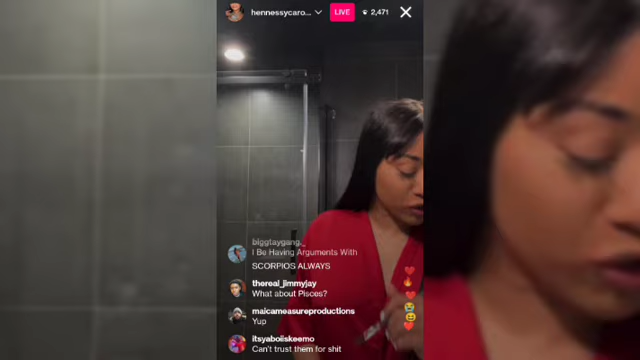 hennessycaro...
LIVE
2,471
biggtaygang._
I Be Having Arguments With
SCORPIOS ALWAYS
thereal_jimmyjay
What about Pisces?
maicameasureproductions
Yup
itsyaboiiskeemo
Can't trust them for shit